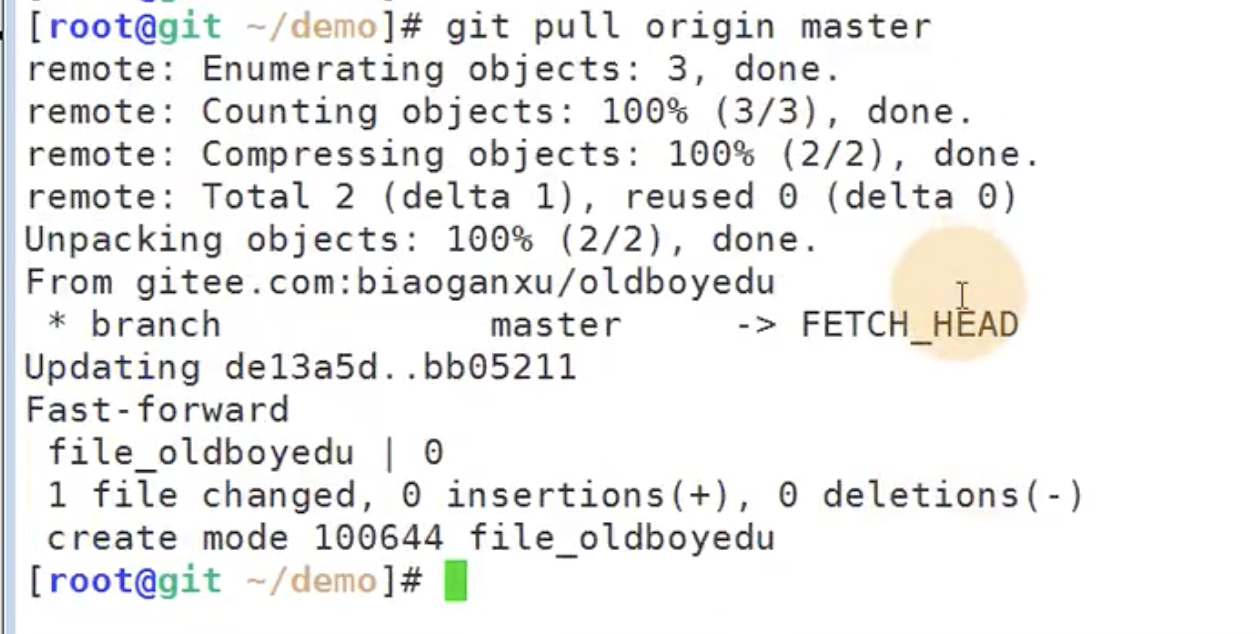 [root@git ~/demo]# git pull origin master
remote: Enumerating objects: 3, done.
remote: Counting objects: 100% (3/3), done.
remote: Compressing objects: 100% (2/2), done.
remote: Total 2 (delta 1), reused 0 (delta 0)
Unpacking objects: 100% (2/2), done.
From gitee.com:biaoganxu/oldboyedu
 * branch            master     -> FETCH_HEAD
Updating de13a5d..bb05211
Fast-forward
 file_oldboyedu | 0
 1 file changed, 0 insertions(+), 0 deletions(-)
 create mode 100644 file_oldboyedu
[root@git ~/demo]#